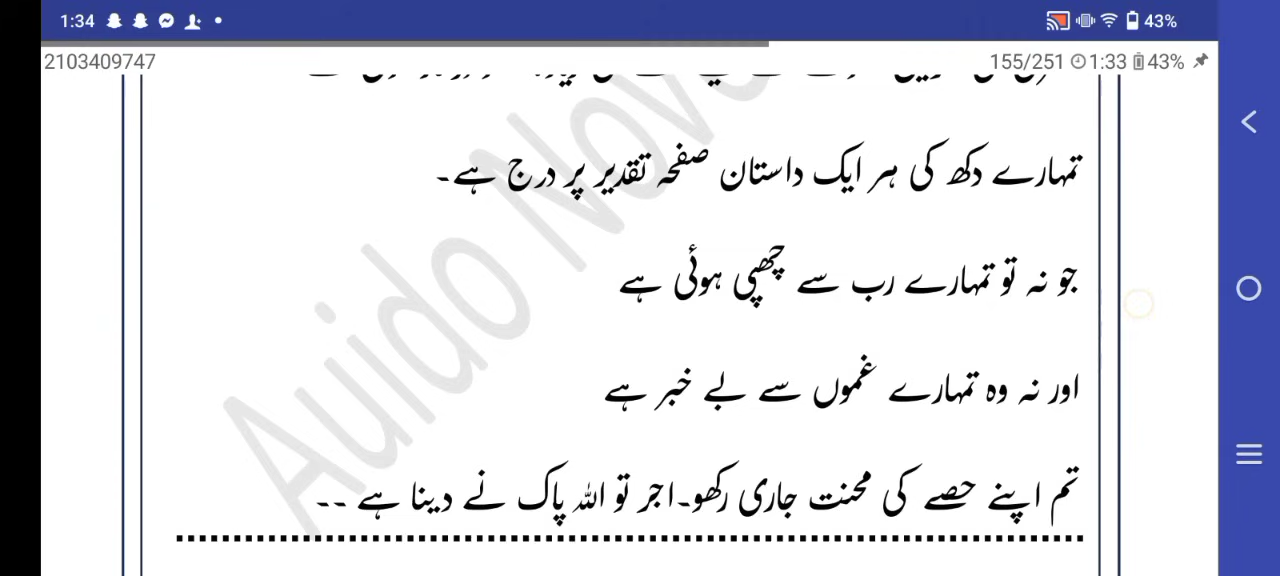 1:34
43%
2103409747
155/251 1:33 43%
تمہارے دکھ کی ہر ایک داستان صفحہ تقدیر پر درج ہے۔
جو نہ تو تمہارے رب سے چھپی ہوئی ہے
اور نہ وہ تمہارے غموں سے بے خبر ہے
تم اپنے حصے کی محنت جاری رکھو۔اجر تو اللہ پاک نے دینا ہے ۔۔